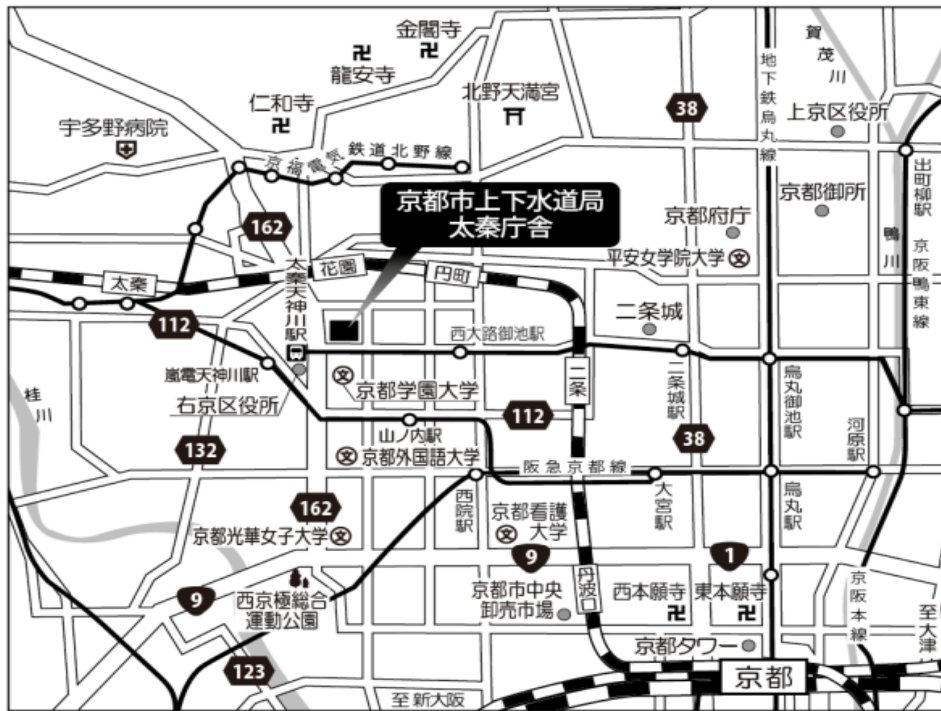 金閣寺
龍安寺
仁和寺
北野天満宮
宇多野病院
京福電気鉄道北野線
38
地下鉄烏丸線
賀茂川
上京区役所
出町柳駅
京阪鴨東線
京都御所
鴨川
京都府庁
平安女学院大学
文
京都市上下水道局
太秦庁舎
162
太秦
花園
円町
太秦天神川駅
112
西大路御池駅
二条城
二条
二条城駅
烏丸御池駅
嵐電天神川駅
右京区役所
文
京都学園大学
桂川
132
山ノ内駅
112
38
河原駅
文
京都外国語大学
阪急京都線
西院駅
大宮駅
烏丸駅
162
京都光華女子大学
文
京都看護
大学
文
9
1
9
西京極総合
運動公園
京都市中央
卸売市場
丹波口
西本願寺
東本願寺
京阪本線
至大津
京都タワー
京都
123
至新大阪